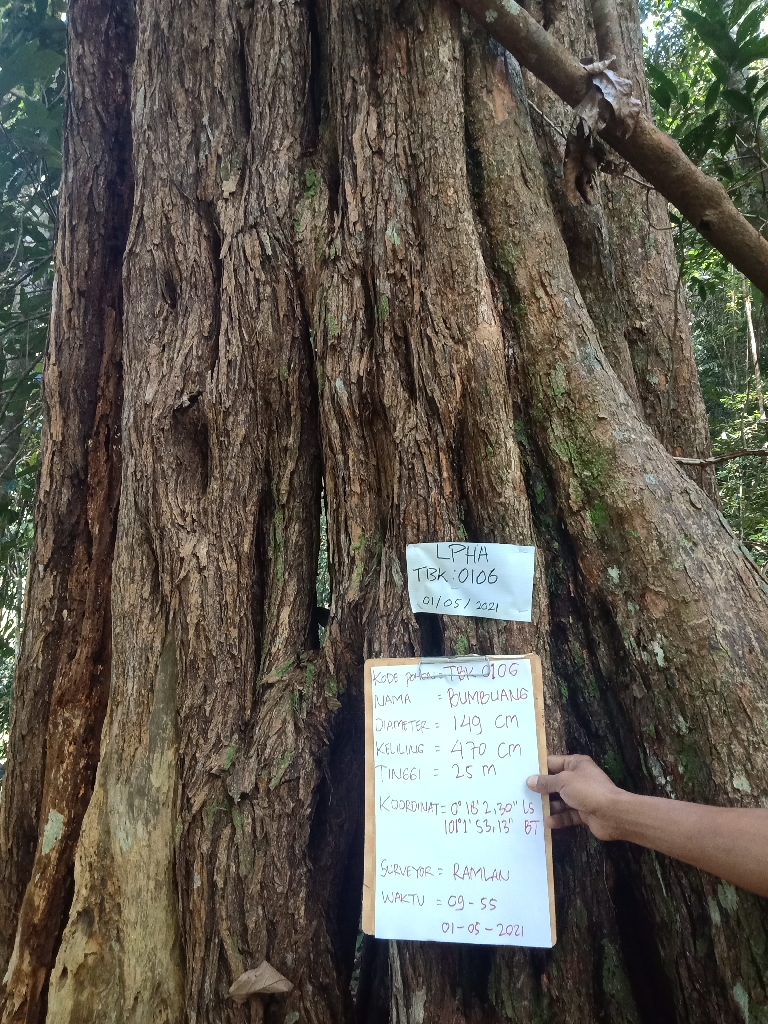 LPHA
TBK:0106
01/05/2021
KODE POHON = TBK 0106
NAMA = BUMBUANG
DIAMETER = 149 CM
KELILING = 470 CM
TINGGI = 25 M
KOORDINAT = 0° 18' 2,30" LS
101° 1' 53,13" BT
SURVEYOR = RAMLAN
WAKTU = 09-55
01-05-2021